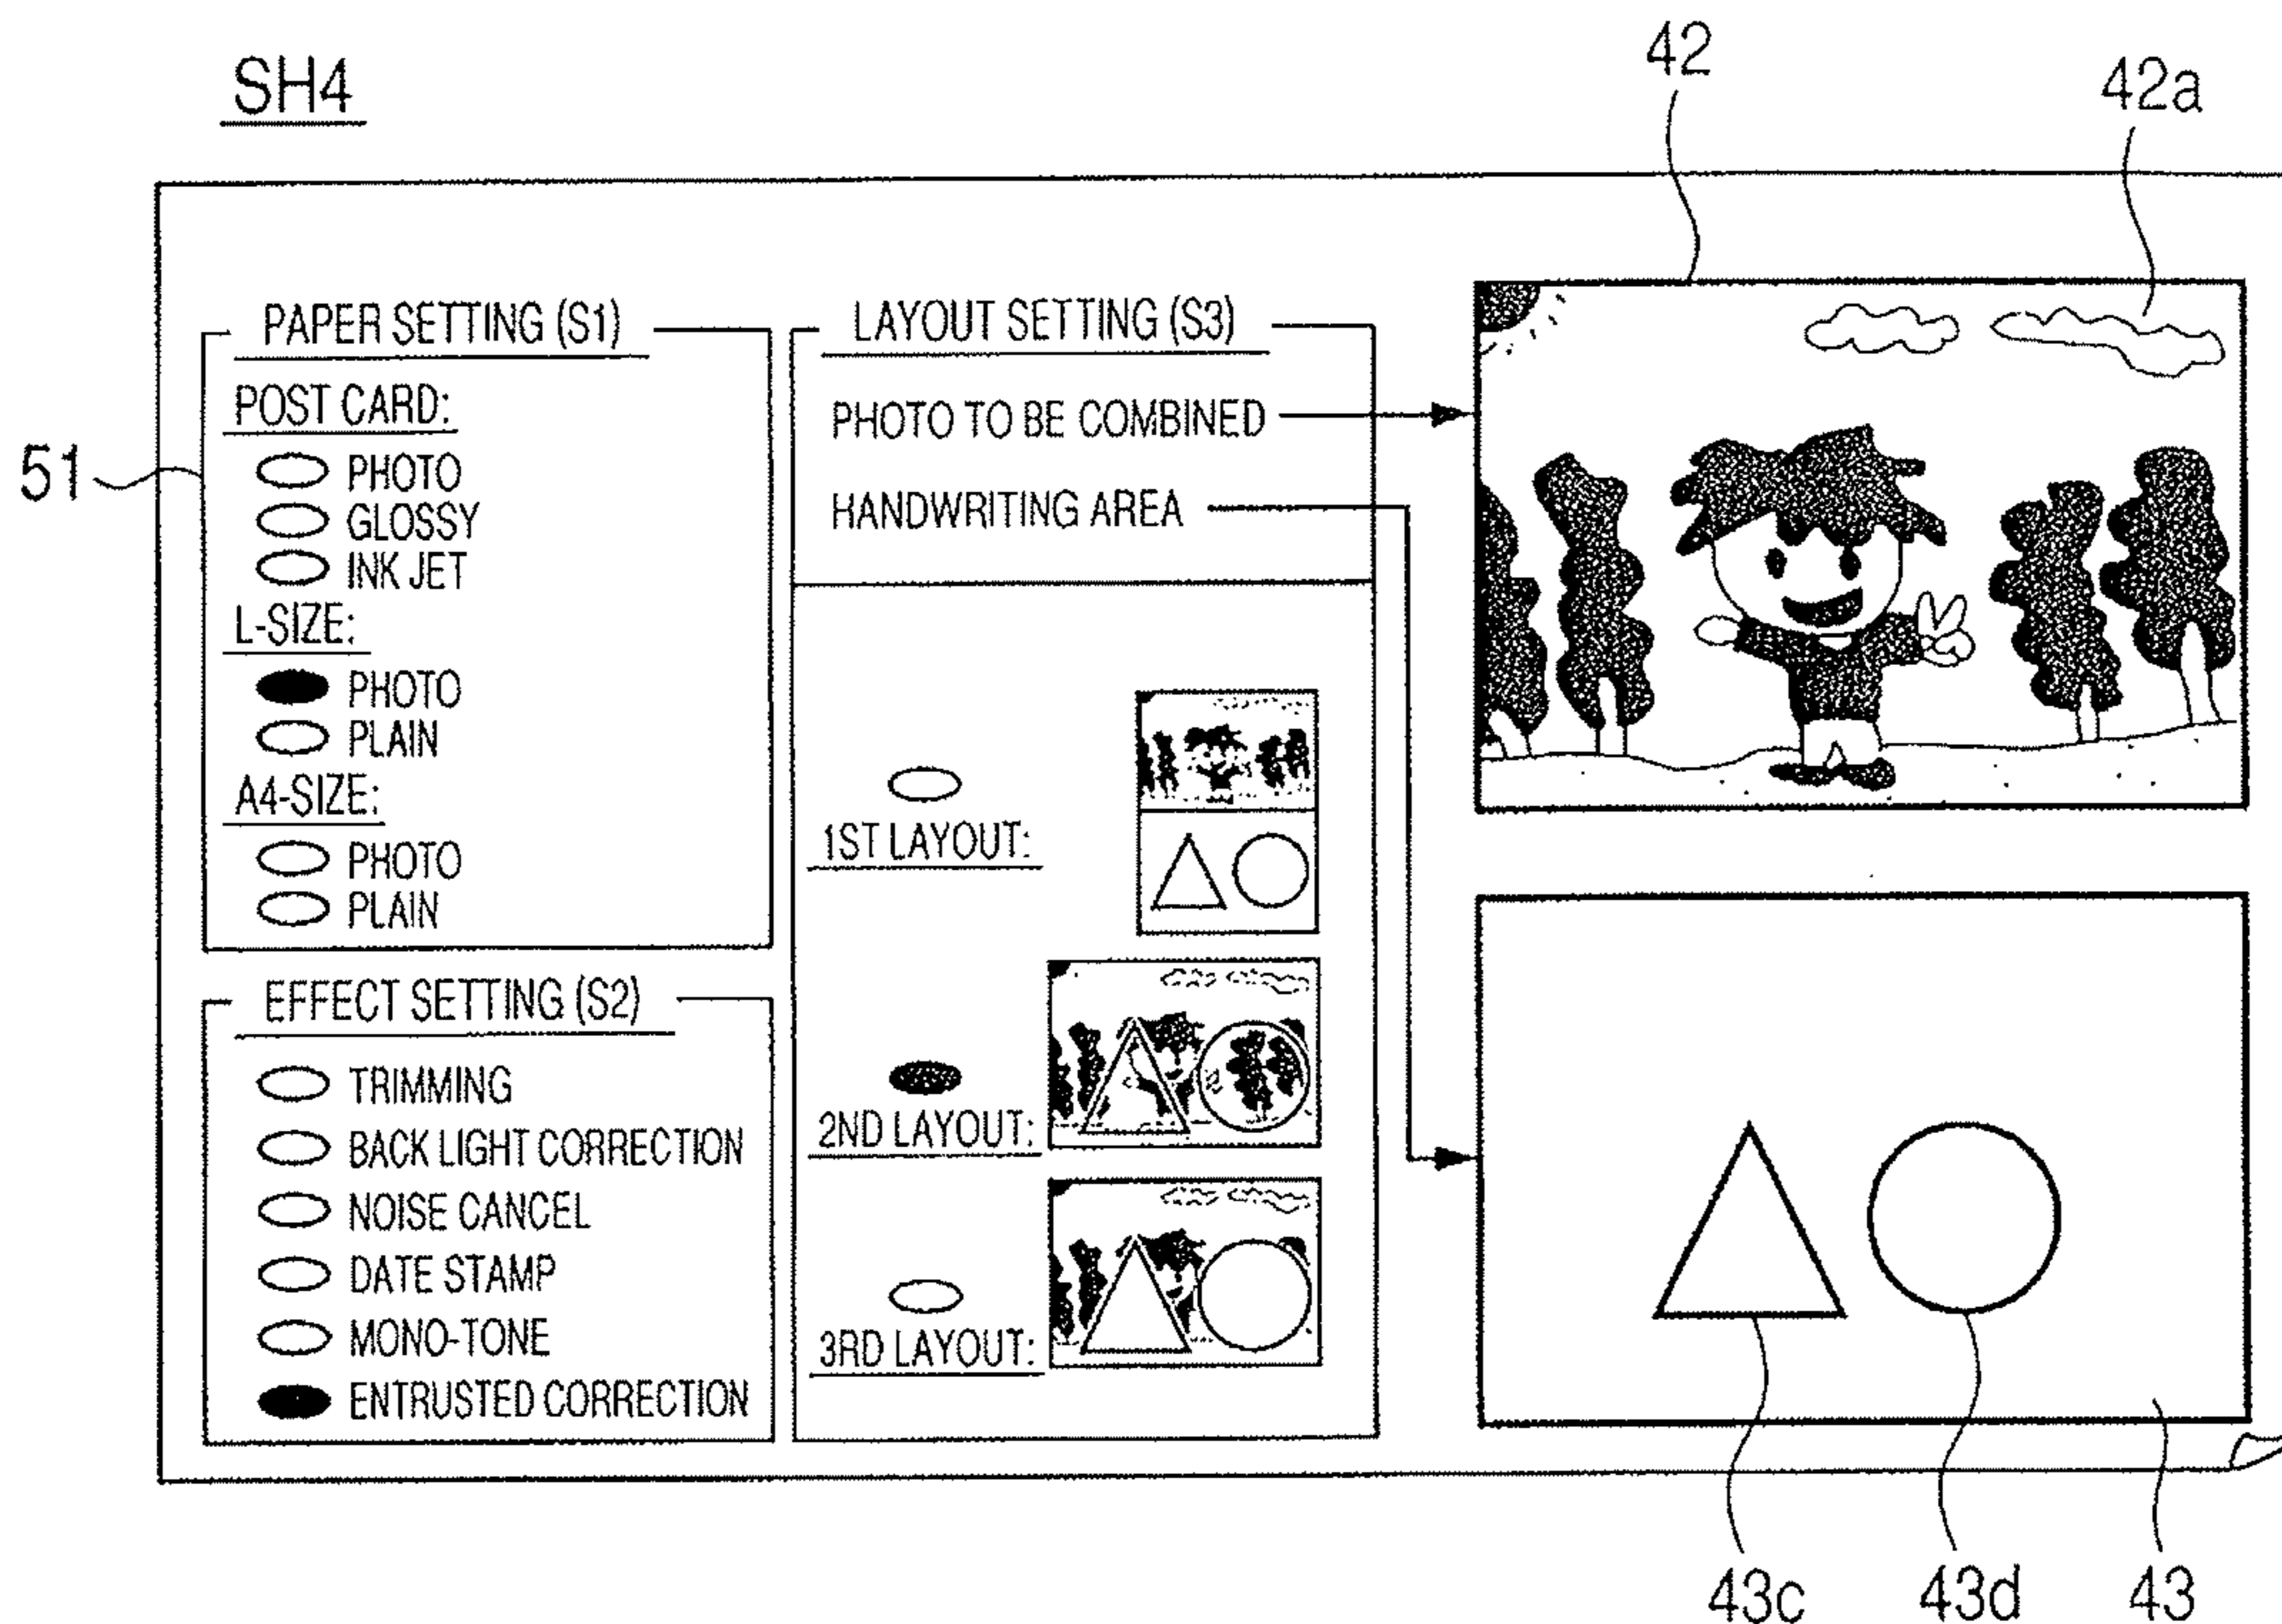 SH4
42
42a
PAPER SETTING (S1)
POST CARD:
PHOTO
GLOSSY
INK JET
L-SIZE:
PHOTO
PLAIN
A4-SIZE:
PHOTO
PLAIN
51
EFFECT SETTING (S2)
TRIMMING
BACK LIGHT CORRECTION
NOISE CANCEL
DATE STAMP
MONO-TONE
ENTRUSTED CORRECTION
LAYOUT SETTING (S3)
PHOTO TO BE COMBINED
HANDWRITING AREA
1ST LAYOUT:
2ND LAYOUT:
3RD LAYOUT:
43c
43d
43